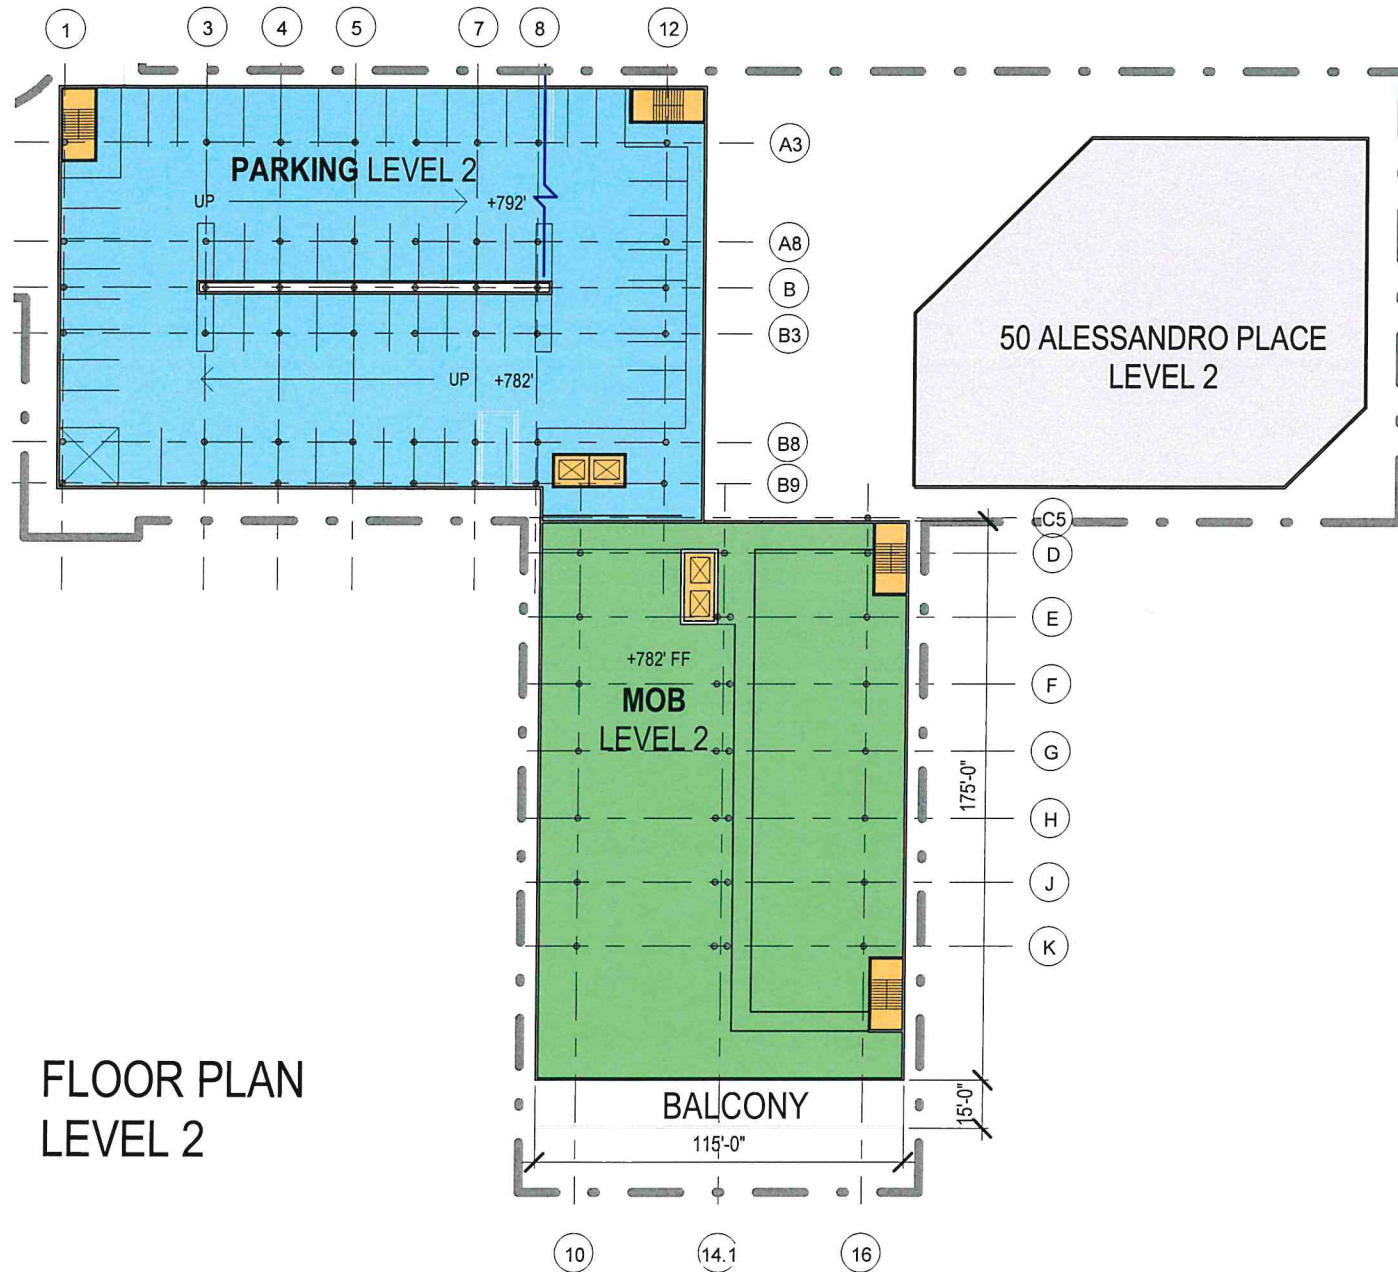 1
3
4
5
7
8
12
A3
PARKING LEVEL 2
UP
+792'
A8
B
B3
50 ALESSANDRO PLACE
LEVEL 2
UP
+782'
B8
B9
C5
D
E
+782' FF
F
MOB
LEVEL 2
G
175'-0"
H
J
K
FLOOR PLAN
LEVEL 2
BALCONY
15'-0"
115'-0"
10
14.1
16